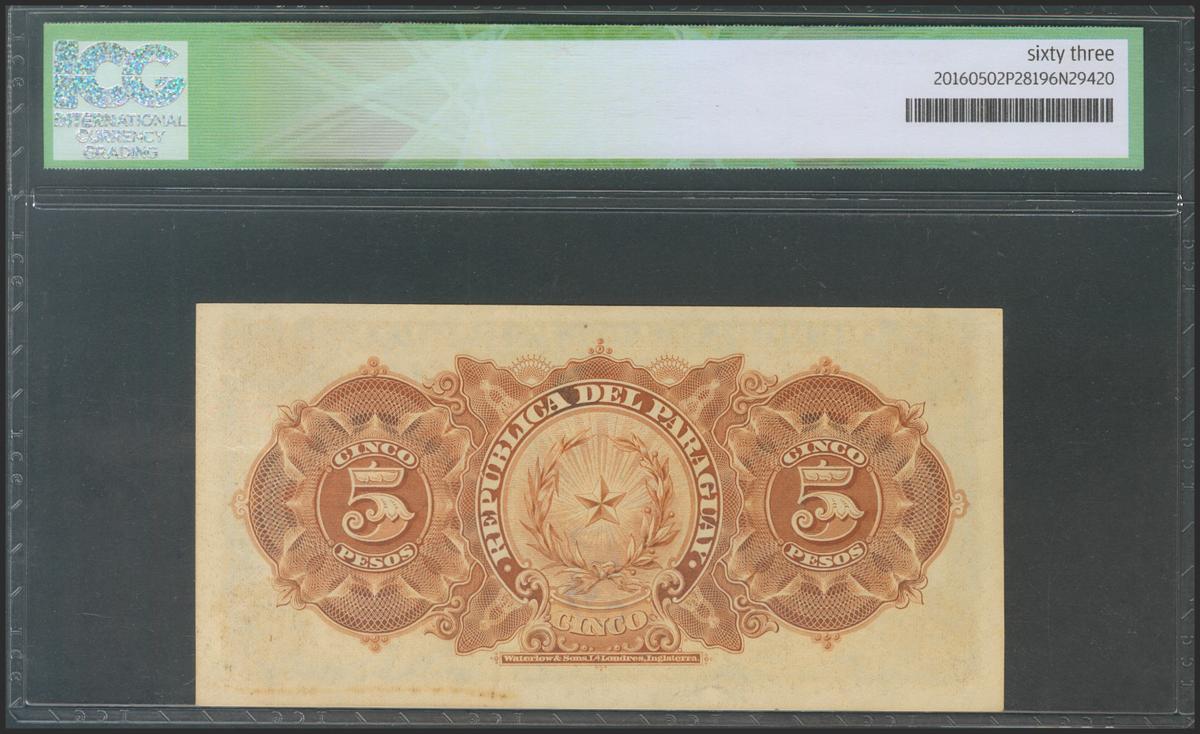 ICG
INTERNATIONAL
CURRENCY
GRADING
sixty three
20160502P28196N29420
REPUBLICA DEL PARAGUAY
CINCO
5
PESOS
CINCO
5
PESOS
CINCO
Waterlow & Sons, Ld. Londres, Inglaterra.